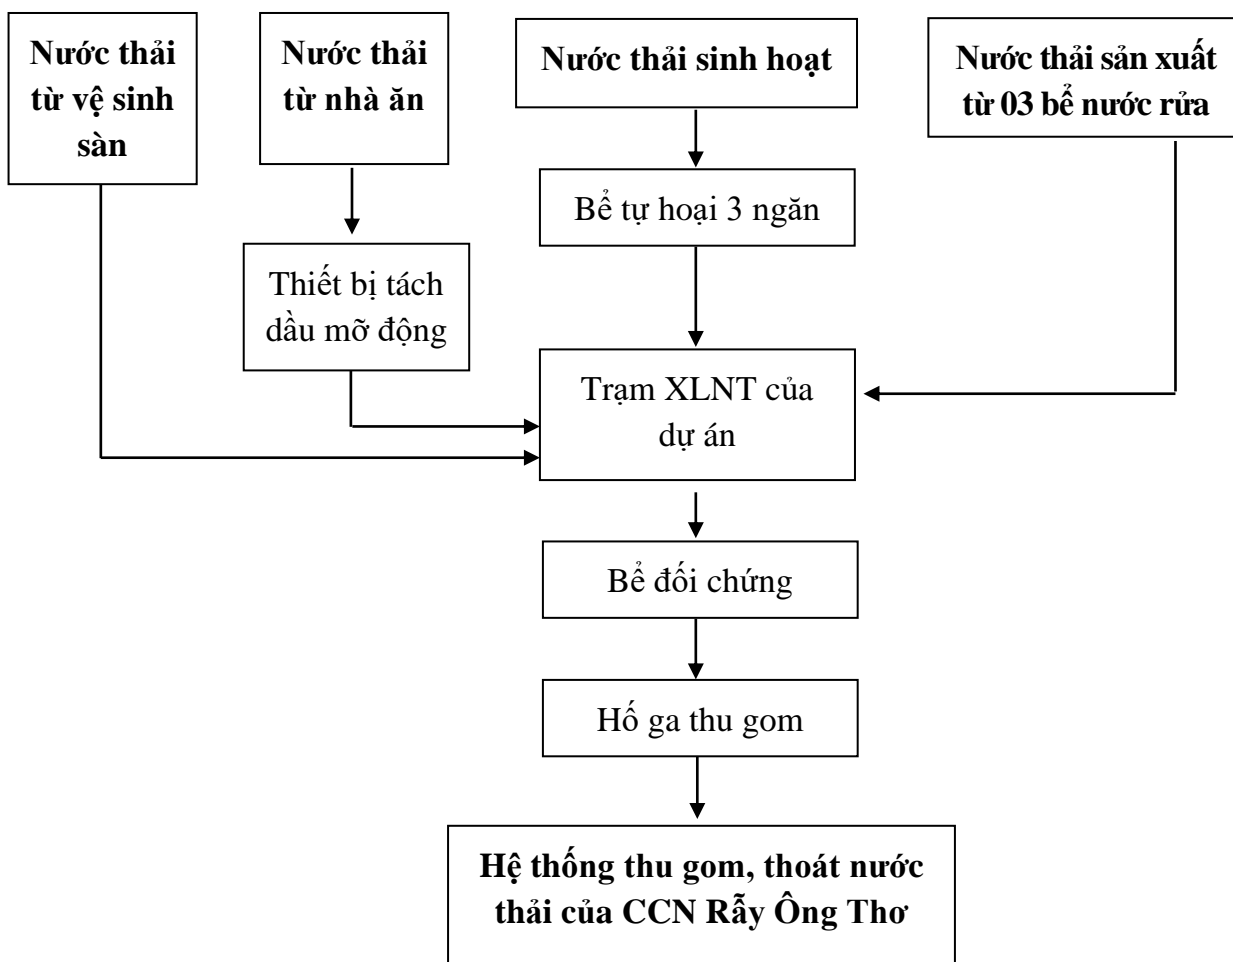 Nước thải
từ vệ sinh
sàn
Nước thải
từ nhà ăn
Nước thải sinh hoạt
Nước thải sản xuất
từ 03 bể nước rửa
Bể tự hoại 3 ngăn
Thiết bị tách
dầu mỡ động
Trạm XLNT của
dự án
Bể đối chứng
Hố ga thu gom
Hệ thống thu gom, thoát nước
thải của CCN Rẫy Ông Thơ